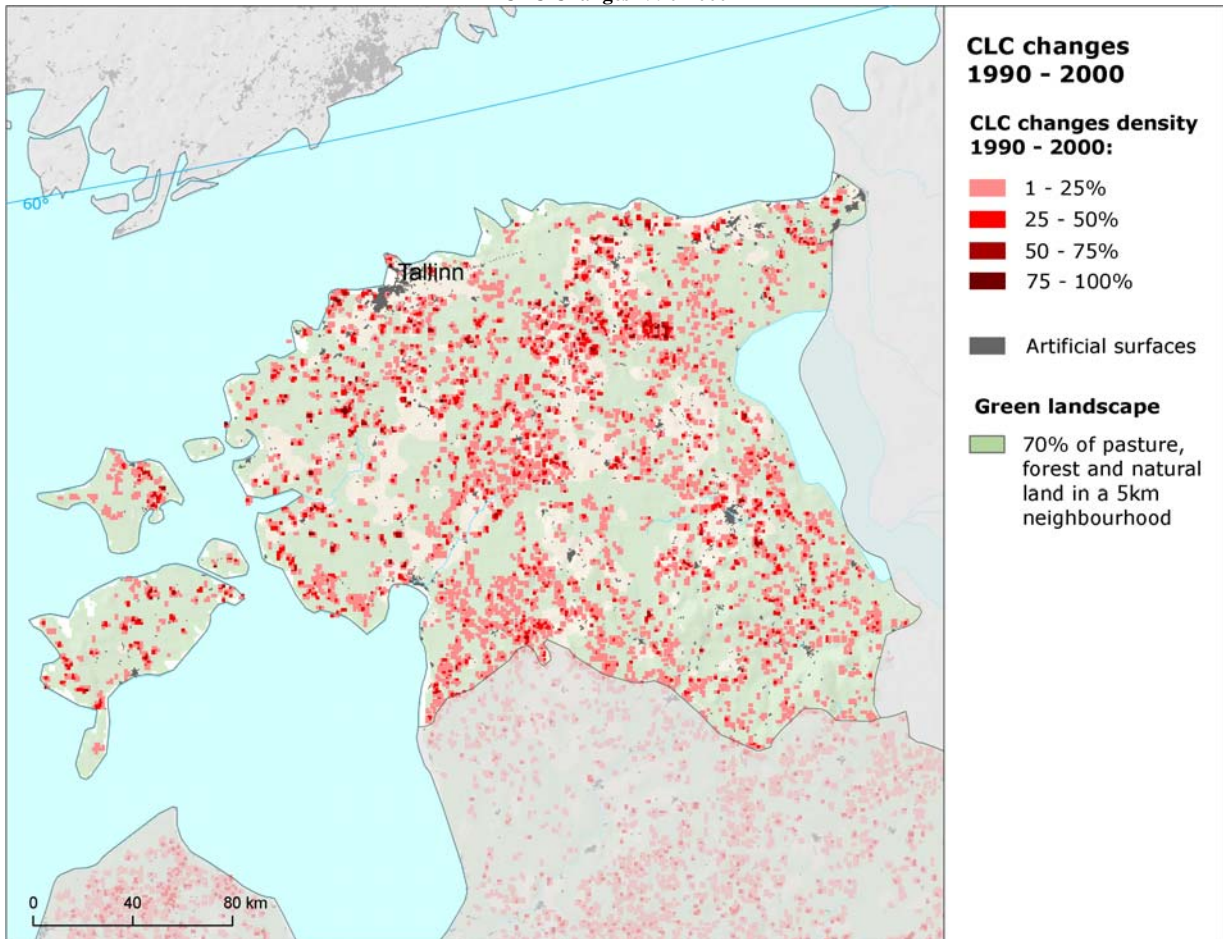 60°
Tallinn
0 40 80 km
CLC changes
1990 - 2000
CLC changes density
1990 - 2000:
1 - 25%
25 - 50%
50 - 75%
75 - 100%
Artificial surfaces
Green landscape
70% of pasture,
forest and natural
land in a 5km
neighbourhood